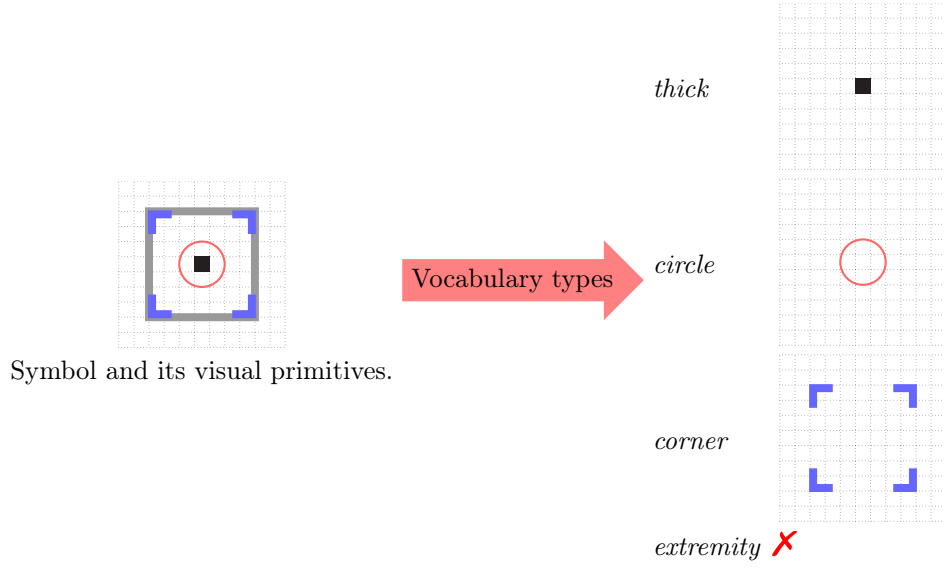 thick
circle
Vocabulary types
Symbol and its visual primitives.
corner
extremity ✗